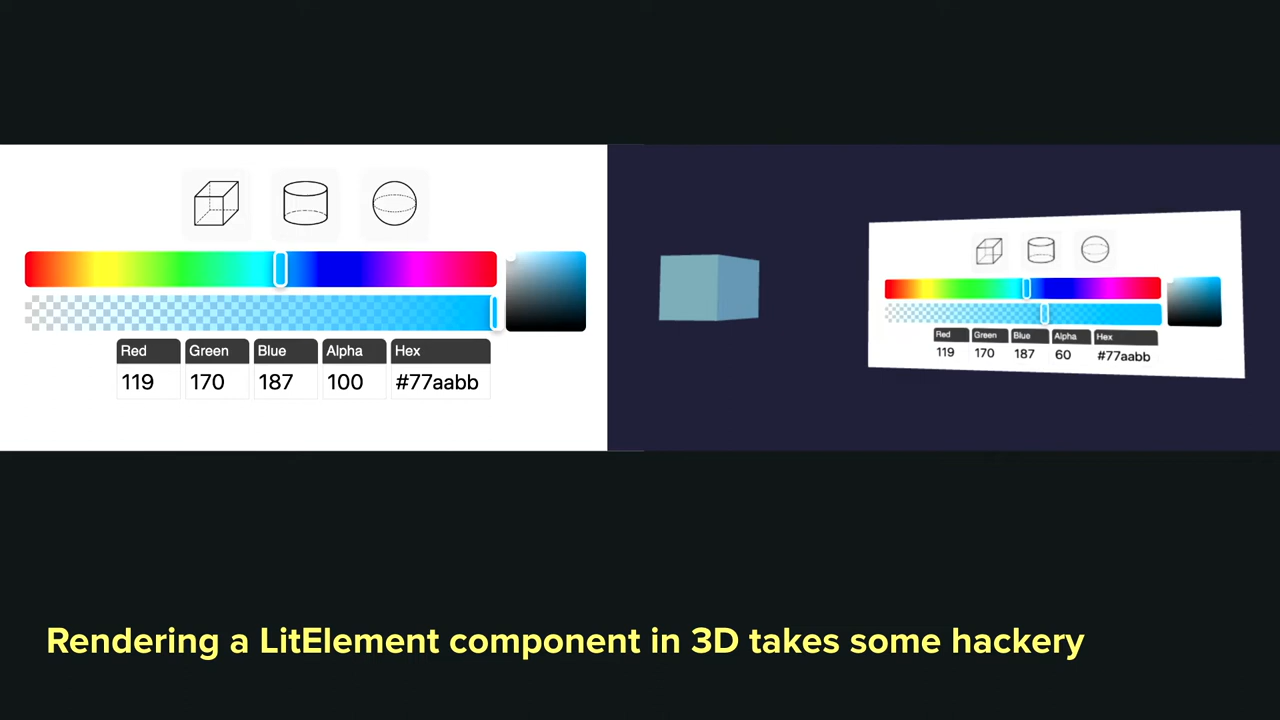 Red Green Blue Alpha Hex
119 170 187 100 #77aabb
Red Green Blue Alpha Hex
119 170 187 60 #77aabb
Rendering a LitElement component in 3D takes some hackery